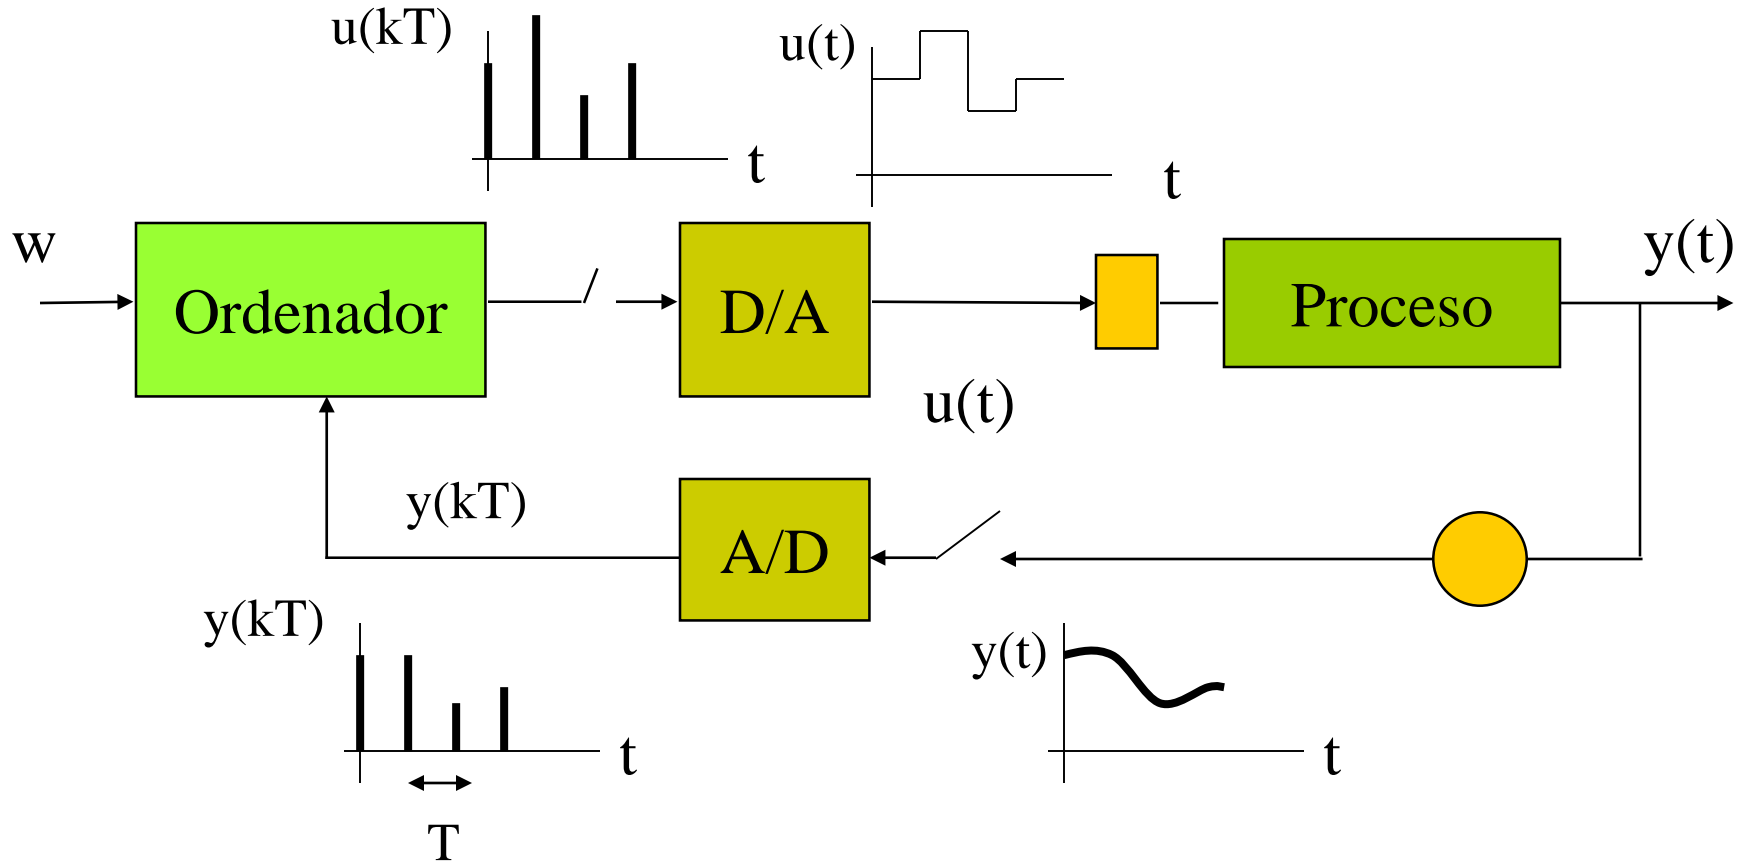 u(kT)
t
u(t)
t
w
Ordenador
D/A
Proceso
y(t)
u(t)
y(kT)
A/D
y(kT)
t
T
y(t)
t